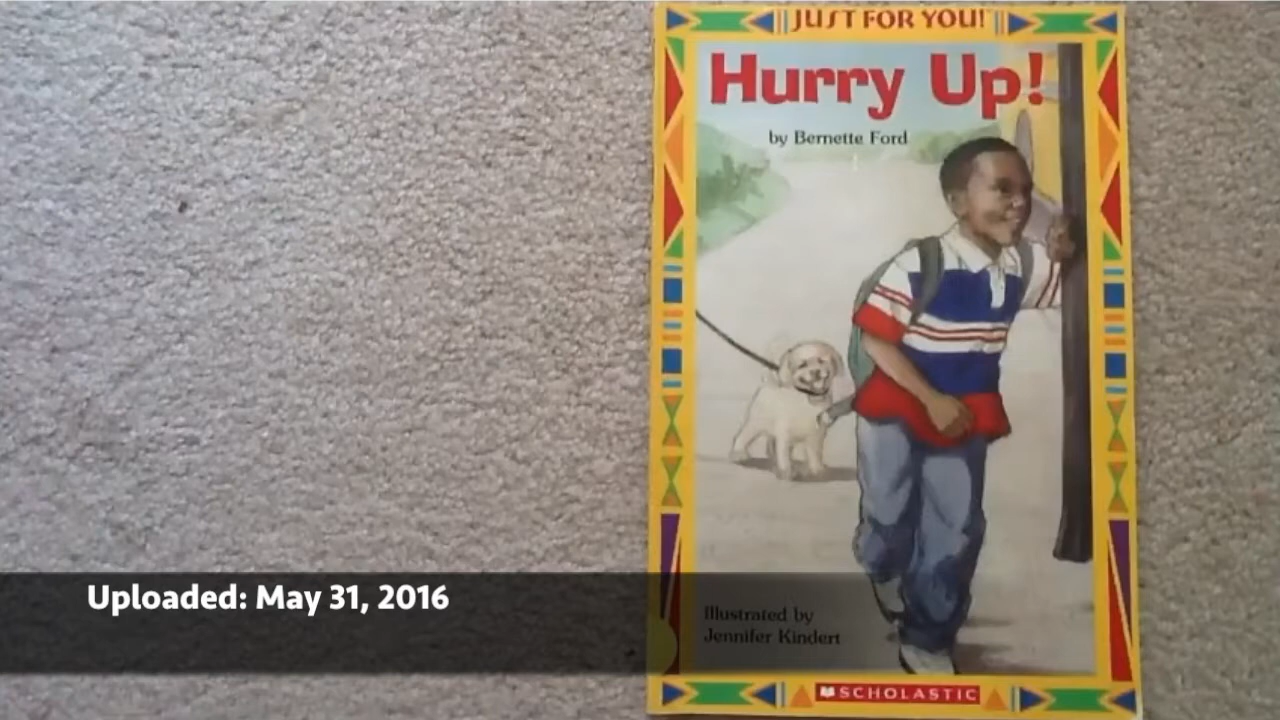 JUST FOR YOU!
Hurry Up!
by Bernette Ford
Uploaded: May 31, 2016
Illustrated by
Jennifer Kindert
SCHOLASTIC